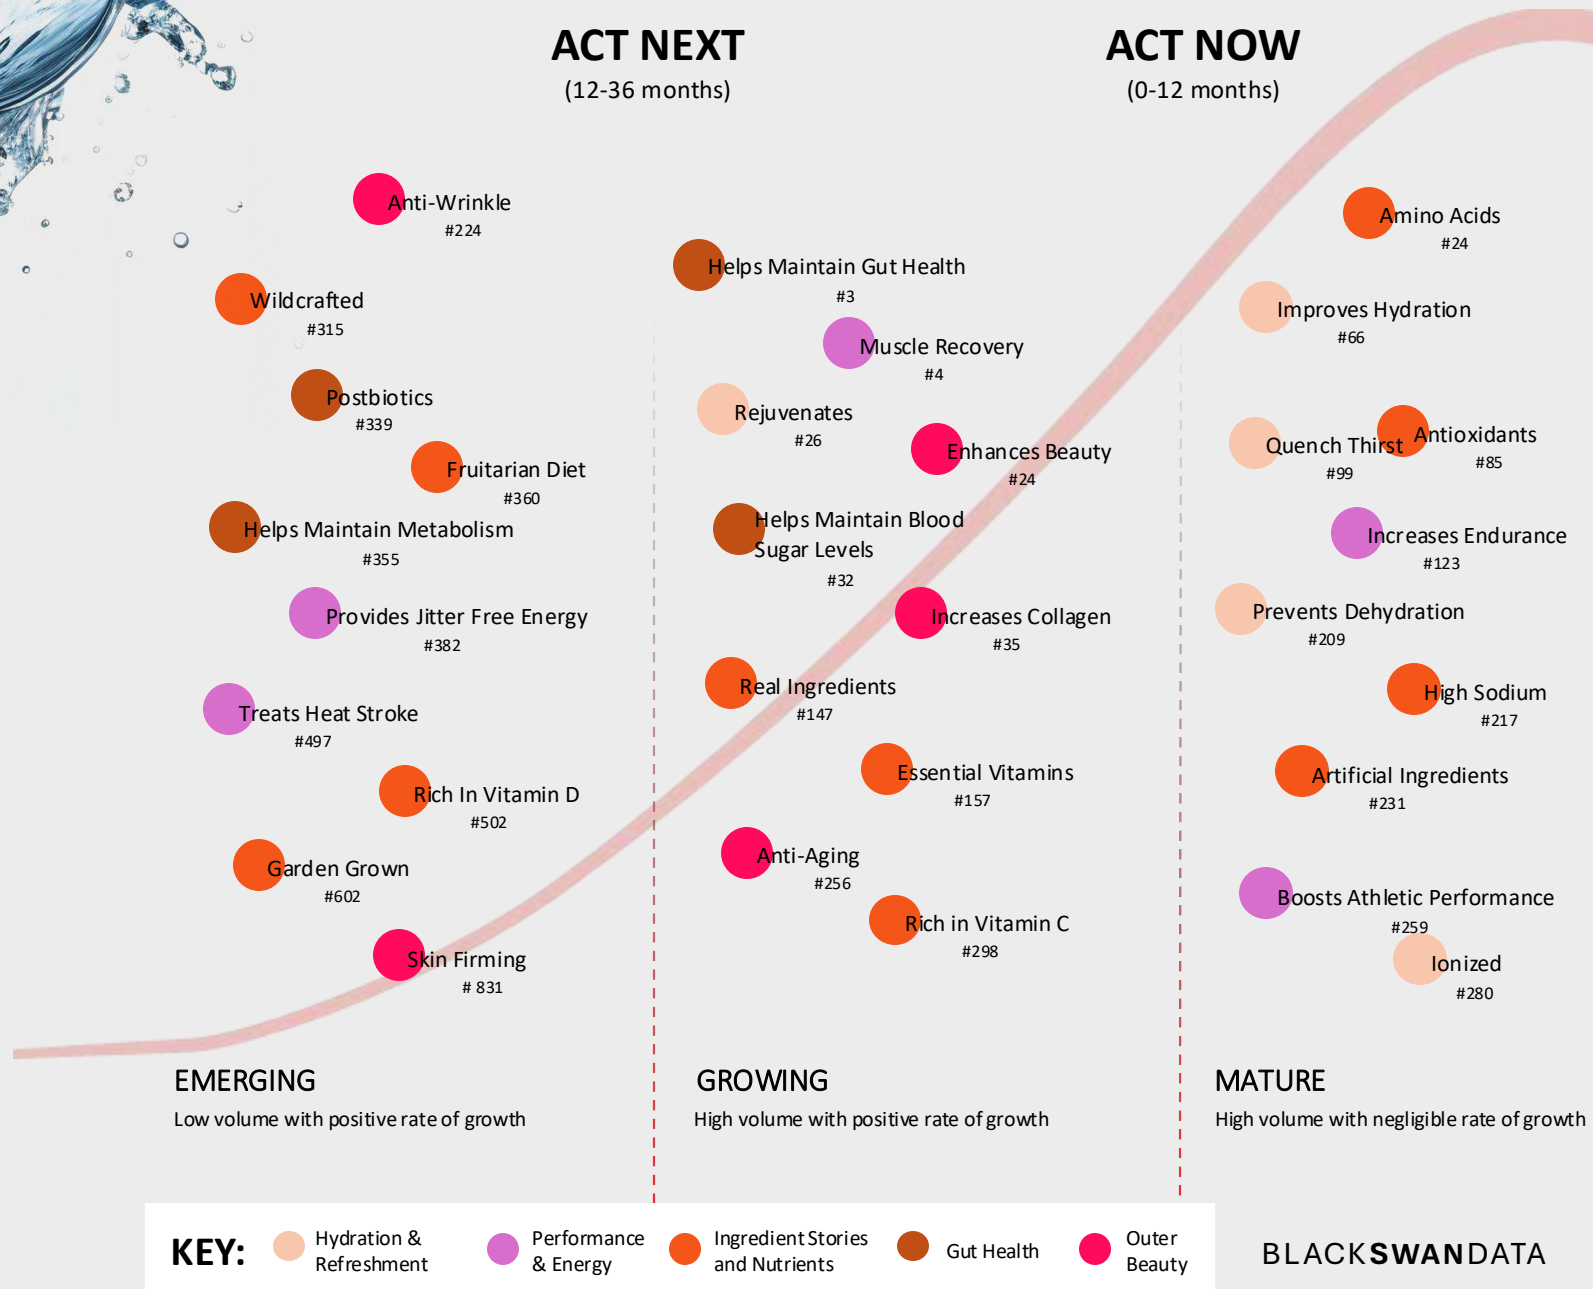 ACT NEXT
(12-36 months)
ACT NOW
(0-12 months)
Anti-Wrinkle
#224
Wildcrafted
#315
Postbiotics
#339
Fruitarian Diet
#360
Helps Maintain Metabolism
#355
Provides Jitter Free Energy
#382
Treats Heat Stroke
#497
Rich In Vitamin D
#502
Garden Grown
#602
Skin Firming
# 831
Helps Maintain Gut Health
#3
Muscle Recovery
#4
Rejuvenates
#26
Enhances Beauty
#24
Helps Maintain Blood
Sugar Levels
#32
Increases Collagen
#35
Real Ingredients
#147
Essential Vitamins
#157
Anti-Aging
#256
Rich in Vitamin C
#298
Amino Acids
#24
Improves Hydration
#66
Quench Thirst
#99
Antioxidants
#85
Increases Endurance
#123
Prevents Dehydration
#209
High Sodium
#217
Artificial Ingredients
#231
Boosts Athletic Performance
#259
Ionized
#280
EMERGING
Low volume with positive rate of growth
GROWING
High volume with positive rate of growth
MATURE
High volume with negligible rate of growth
KEY:
Hydration &
Refreshment
Performance
& Energy
Ingredient Stories
and Nutrients
Gut Health
Outer
Beauty
BLACKSWANDATA